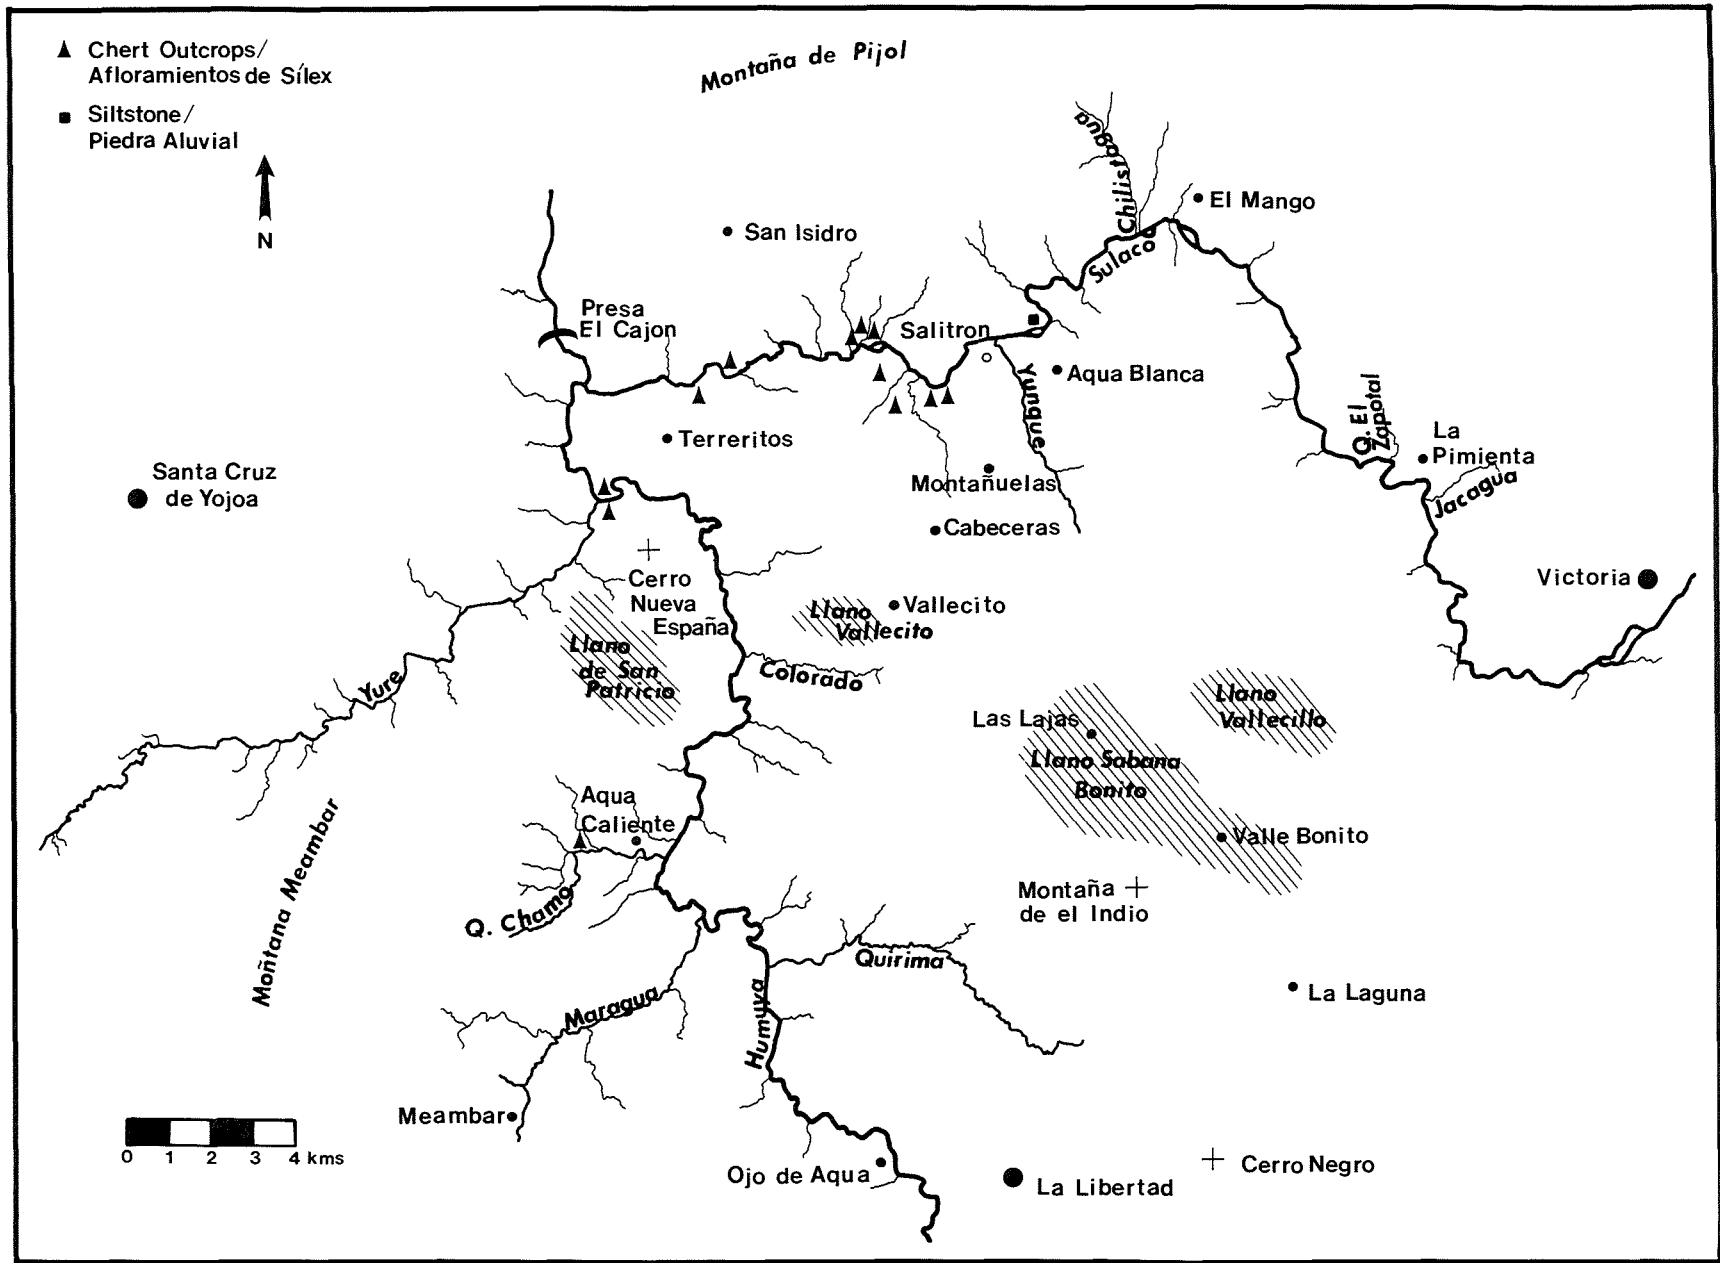 Chert Outcrops/
Afloramientos de Sílex
Siltstone/
Piedra Aluvial
N
Montaña de Pijol
Chilistagua
El Mango
San Isidro
Sulaco
Presa
El Cajon
Salitron
Yunque
Aqua Blanca
Q. El
Zapotal
La
Pimienta
Jacagua
Terreritos
Santa Cruz
de Yojoa
Montañuelas
Cabeceras
Victoria
Cerro
Nueva
España
Llano
Vallecito
Vallecito
Llano
de San
Patricio
Colorado
Yure
Llano
Vallecillo
Las Lajas
Llano Sabana
Bonito
Valle Bonito
Aqua
Caliente
Moñtana Meambar
Q. Chamo
Montaña
de el Indio
Quirima
Maragua
Humuya
La Laguna
Meambar
0 1 2 3 4 kms
Ojo de Aqua
La Libertad
Cerro Negro